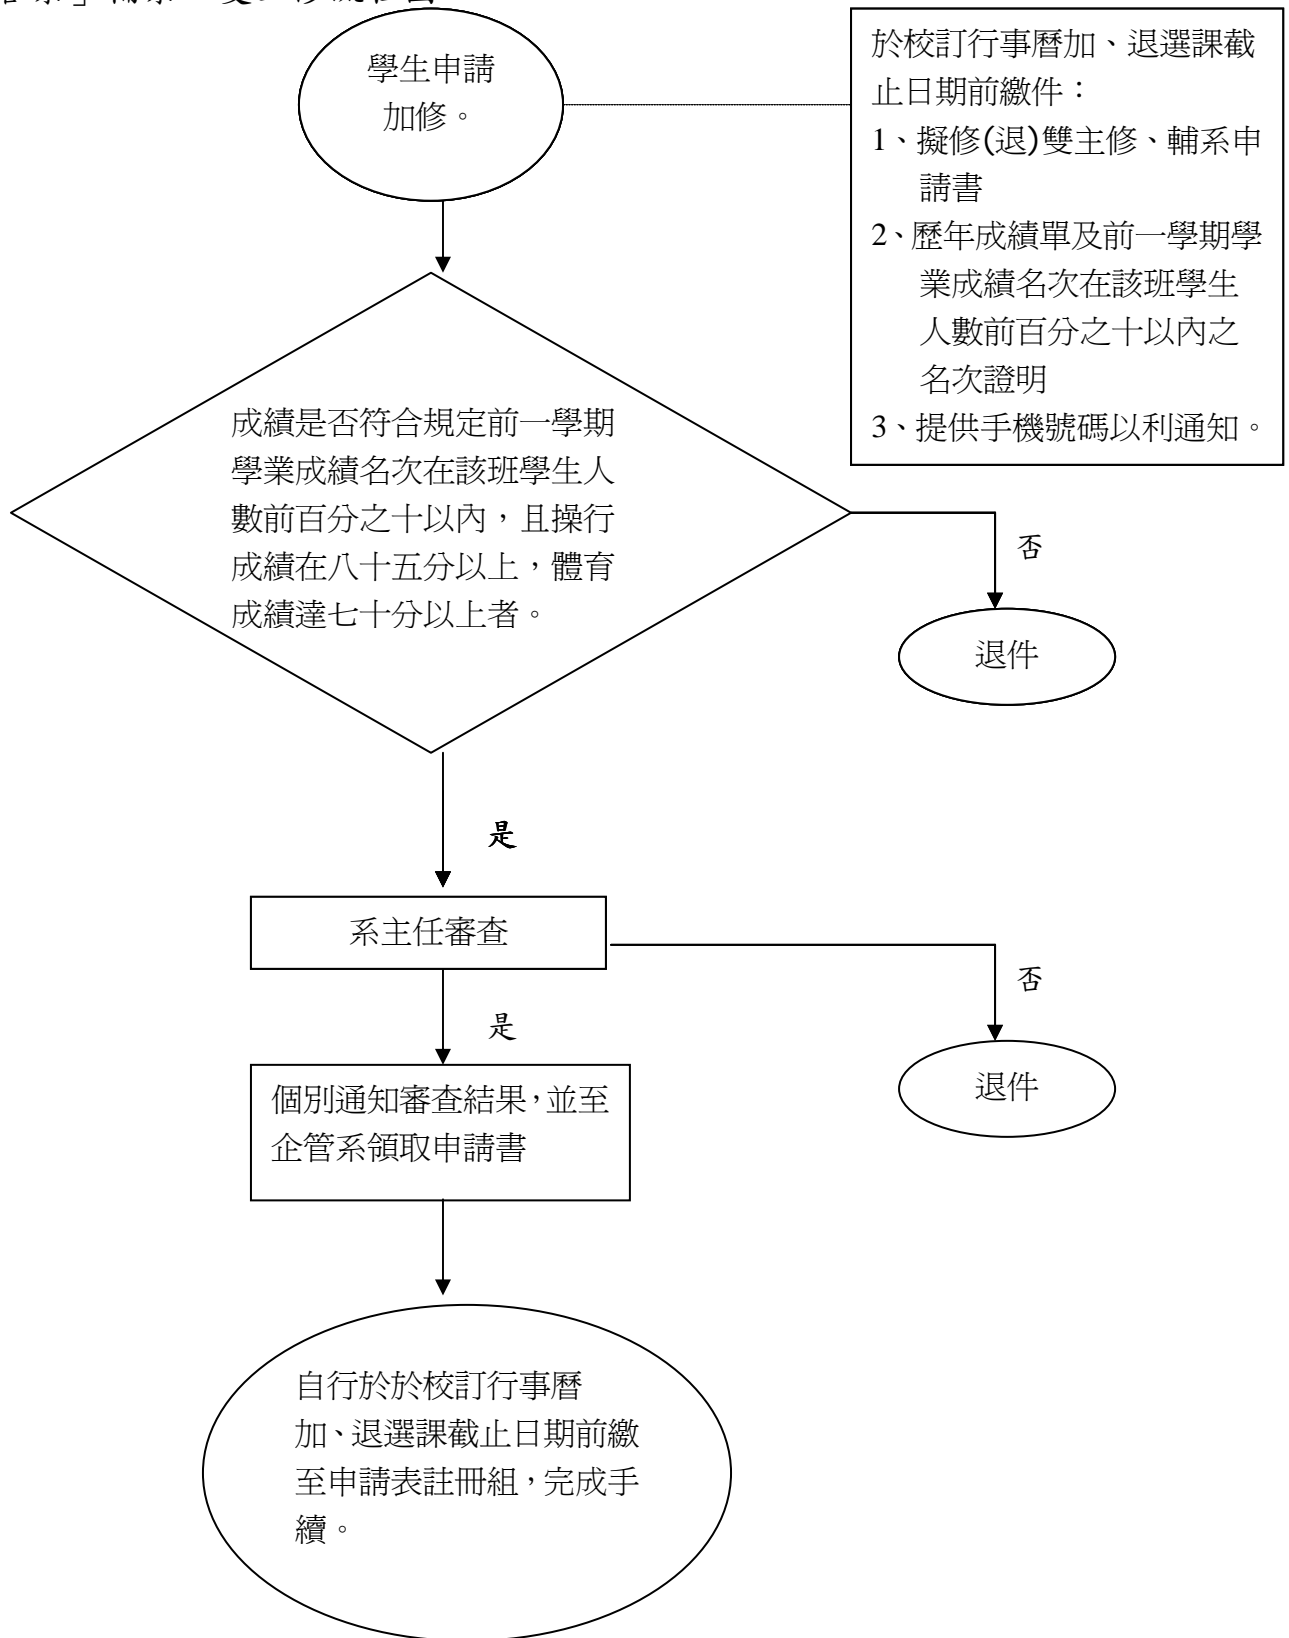 學生申請
加修。
於校訂行事曆加、退選課截
止日期前繳件：
1、擬修(退)雙主修、輔系申
請書
2、歷年成績單及前一學期學
業成績名次在該班學生
人數前百分之十以內之
名次證明
3、提供手機號碼以利通知。
成績是否符合規定前一學期
學業成績名次在該班學生人
數前百分之十以內，且操行
成績在八十五分以上，體育
成績達七十分以上者。
否
退件
是
系主任審查
否
是
退件
個別通知審查結果，並至
企管系領取申請書
自行於於校訂行事曆
加、退選課截止日期前繳
至申請表註冊組，完成手
續。